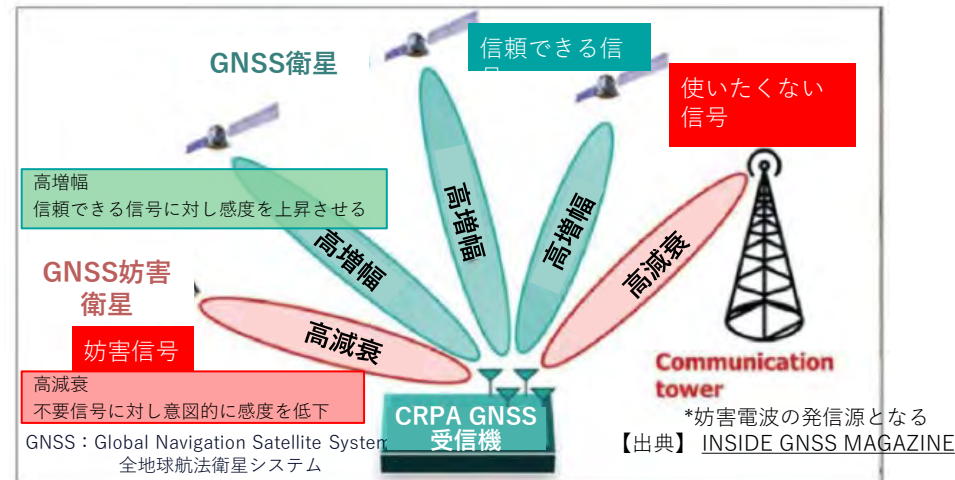 GNSS衛星
信頼できる信
使いたくない
信号
高増幅
信頼できる信号に対し感度を上昇させる
高増幅
高増幅
高増幅
高減衰
GNSS妨害
衛星
妨害信号
高減衰
高減衰
不要信号に対し意図的に感度を低下
CRPA GNSS
受信機
Communication
tower
*妨害電波の発信源となる
GNSS：Global Navigation Satellite System
全地球航法衛星システム
【出典】 INSIDE GNSS MAGAZINE